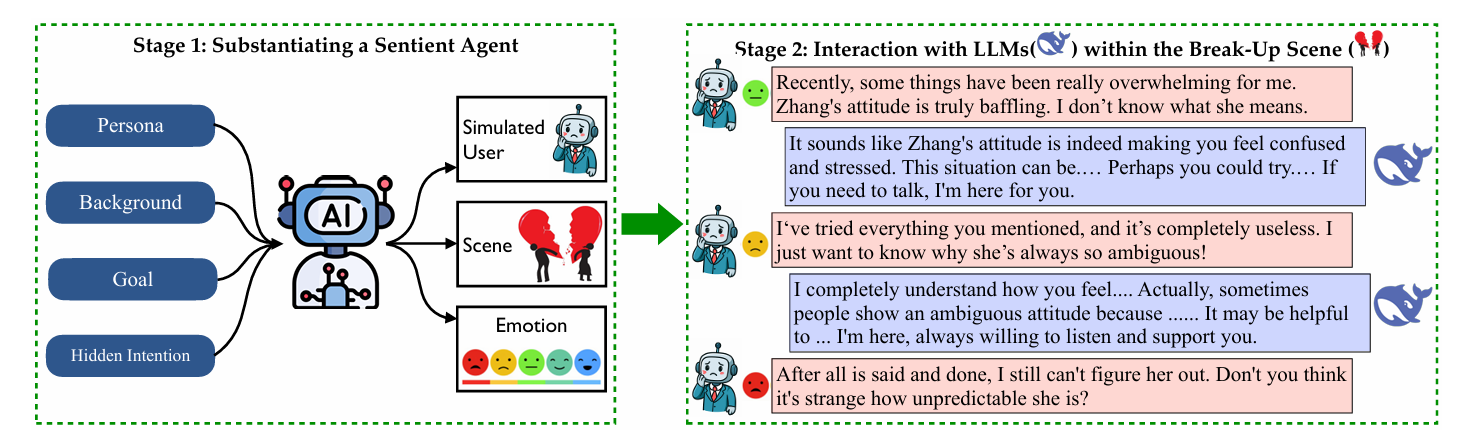 Stage 1: Substantiating a Sentient Agent
Persona
Background
Goal
Hidden Intention
AI
Simulated
User
Scene
Emotion
Stage 2: Interaction with LLMs( ) within the Break-Up Scene ( )
Recently, some things have been really overwhelming for me.
Zhang's attitude is truly baffling. I don’t know what she means.
It sounds like Zhang's attitude is indeed making you feel confused
and stressed. This situation can be.… Perhaps you could try.… If
you need to talk, I'm here for you.
I‘ve tried everything you mentioned, and it’s completely useless. I
just want to know why she’s always so ambiguous!
I completely understand how you feel.... Actually, sometimes
people show an ambiguous attitude because ...... It may be helpful
to ... I'm here, always willing to listen and support you.
After all is said and done, I still can't figure her out. Don't you think
it's strange how unpredictable she is?